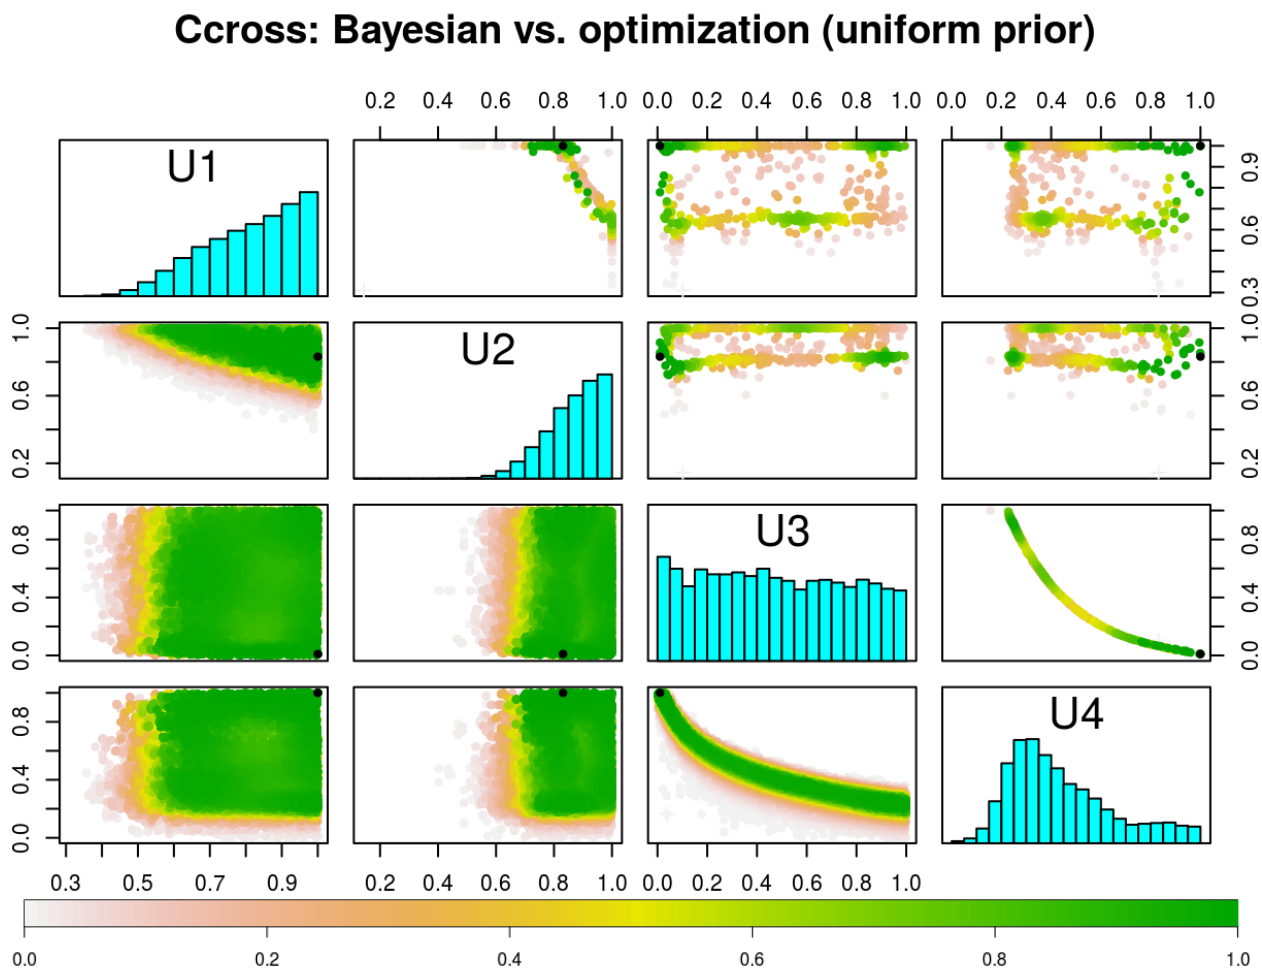 Ccross: Bayesian vs. optimization (uniform prior)
0.2 0.4 0.6 0.8 1.0 0.0 0.2 0.4 0.6 0.8 1.0 0.0 0.2 0.4 0.6 0.8 1.0
U1
0.3 0.6 0.9
0.2 0.6 1.0
U2
0.2 0.6 1.0
0.0 0.4 0.8
U3
0.0 0.4 0.8
0.0 0.4 0.8
U4
0.3 0.5 0.7 0.9 0.2 0.4 0.6 0.8 1.0 0.0 0.2 0.4 0.6 0.8 1.0
0.0 0.2 0.4 0.6 0.8 1.0